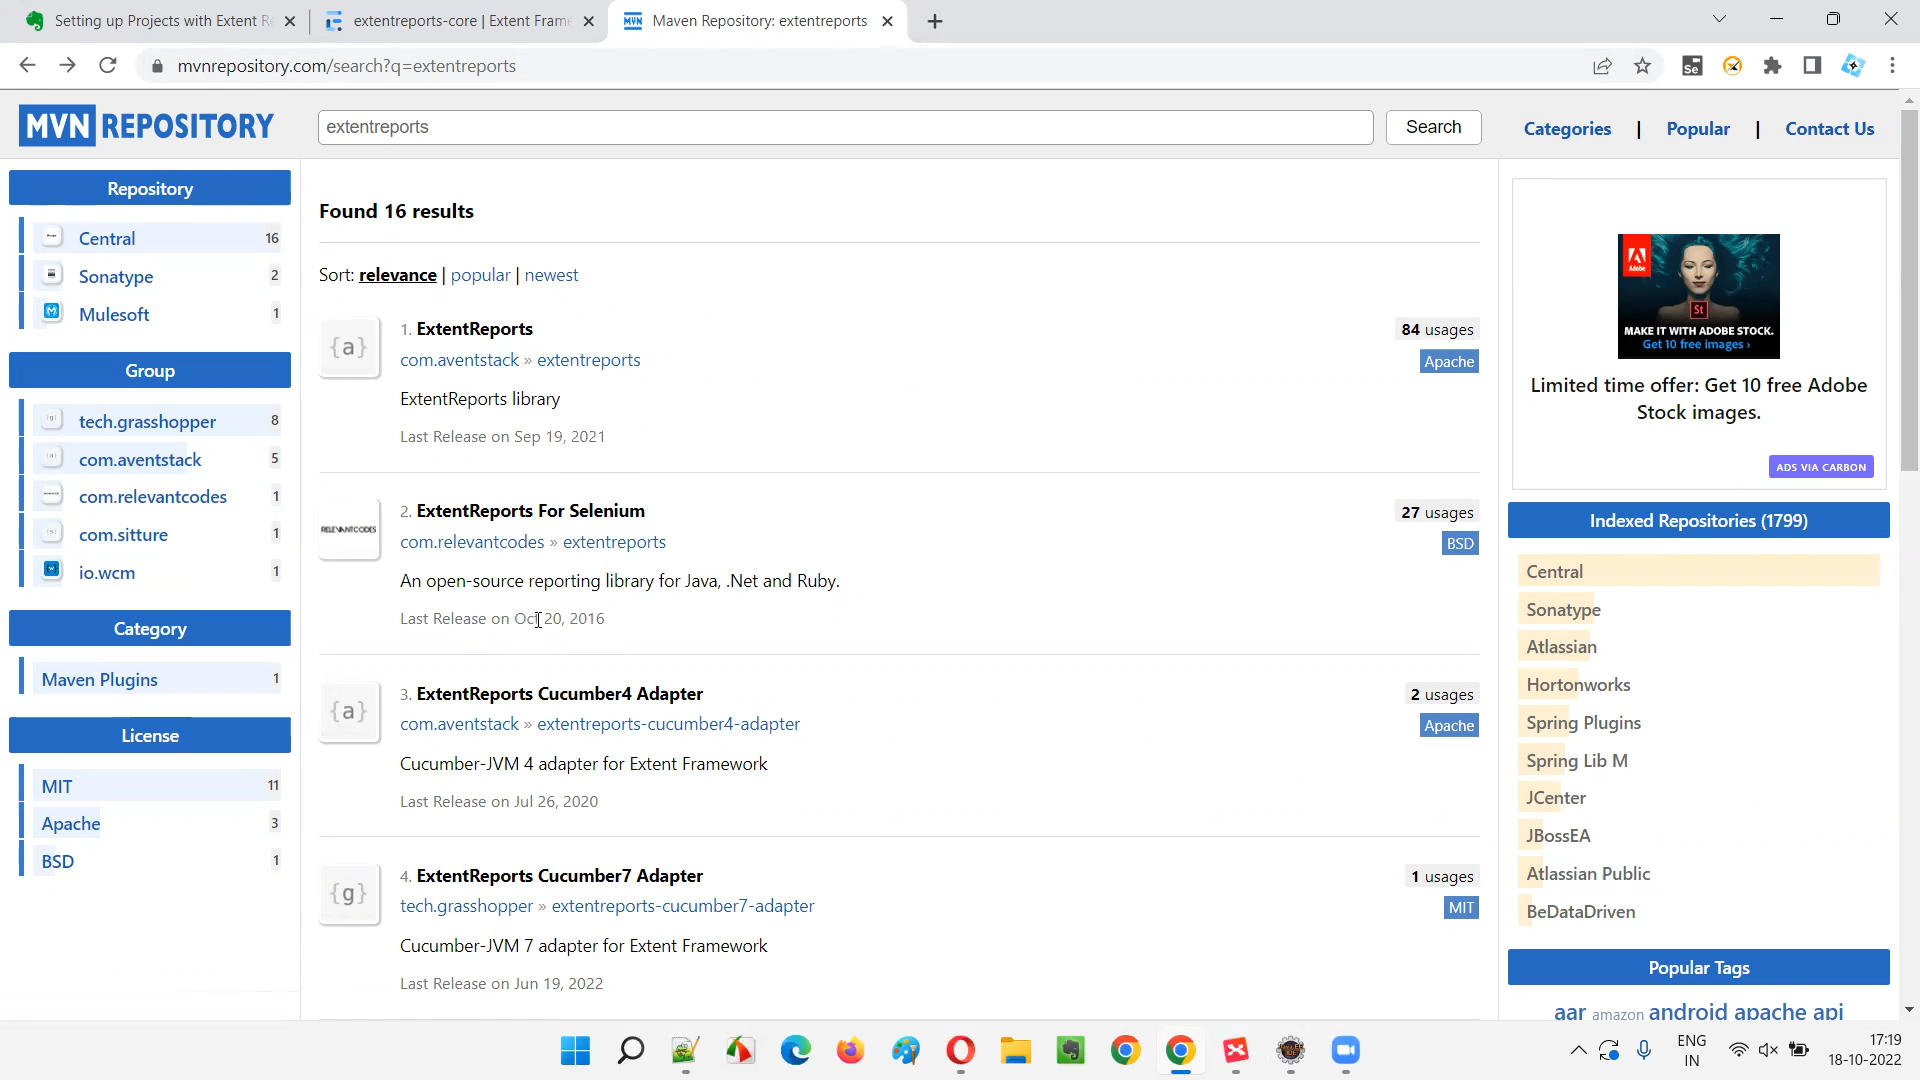 Setting up Projects with Extent R
extentreports-core | Extent Fram
Maven Repository: extentreports
mvnrepository.com/search?q=extentreports
MVN REPOSITORY
extentreports
Search
Categories | Popular | Contact Us
Repository
Central 16
Sonatype 2
Mulesoft 1
Group
tech.grasshopper 8
com.aventstack 5
com.relevantcodes 1
com.sitture 1
io.wcm 1
Category
Maven Plugins 1
License
MIT 11
Apache 3
BSD 1
Found 16 results
Sort: relevance | popular | newest
{a}
1. ExtentReports
84 usages
com.aventstack » extentreports
Apache
ExtentReports library
Last Release on Sep 19, 2021
RELEVANTCODES
2. ExtentReports For Selenium
27 usages
com.relevantcodes » extentreports
BSD
An open-source reporting library for Java, .Net and Ruby.
Last Release on Oct 20, 2016
{a}
3. ExtentReports Cucumber4 Adapter
2 usages
com.aventstack » extentreports-cucumber4-adapter
Apache
Cucumber-JVM 4 adapter for Extent Framework
Last Release on Jul 26, 2020
{g}
4. ExtentReports Cucumber7 Adapter
1 usages
tech.grasshopper » extentreports-cucumber7-adapter
MIT
Cucumber-JVM 7 adapter for Extent Framework
Last Release on Jun 19, 2022
Adobe
St
MAKE IT WITH ADOBE STOCK.
Get 10 free images ›
Limited time offer: Get 10 free Adobe
Stock images.
ADS VIA CARBON
Indexed Repositories (1799)
Central
Sonatype
Atlassian
Hortonworks
Spring Plugins
Spring Lib M
JCenter
JBossEA
Atlassian Public
BeDataDriven
Popular Tags
aar amazon android apache api
ENG
IN
17:19
18-10-2022